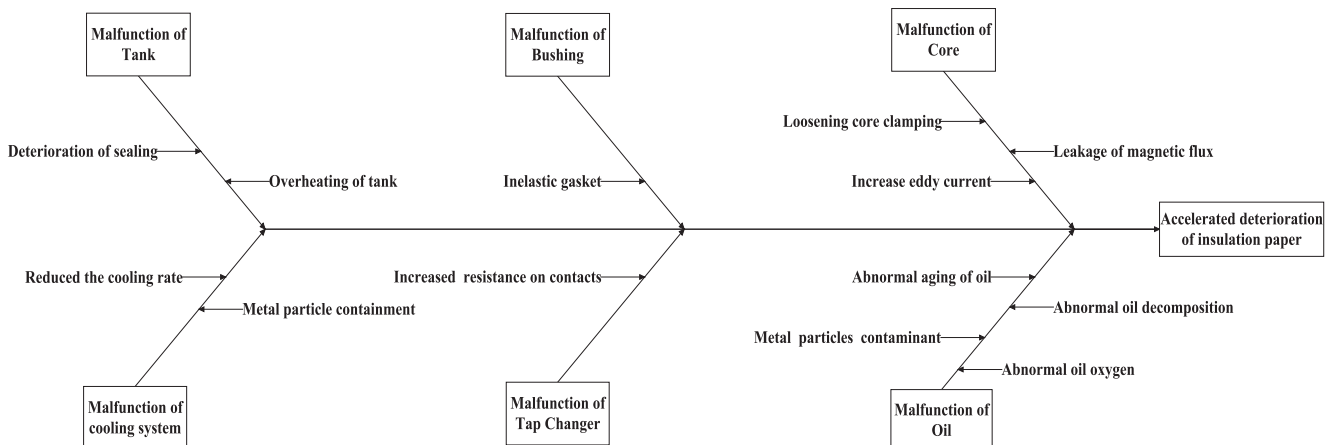 Malfunction of
Tank
Malfunction of
Bushing
Malfunction of
Core
Loosening core clamping
Deterioration of sealing
Leakage of magnetic flux
Overheating of tank
Inelastic gasket
Increase eddy current
Accelerated deterioration
of insulation paper
Reduced the cooling rate
Increased resistance on contacts
Abnormal aging of oil
Metal particle containment
Abnormal oil decomposition
Metal particles contaminant
Abnormal oil oxygen
Malfunction of
cooling system
Malfunction of
Tap Changer
Malfunction of
Oil